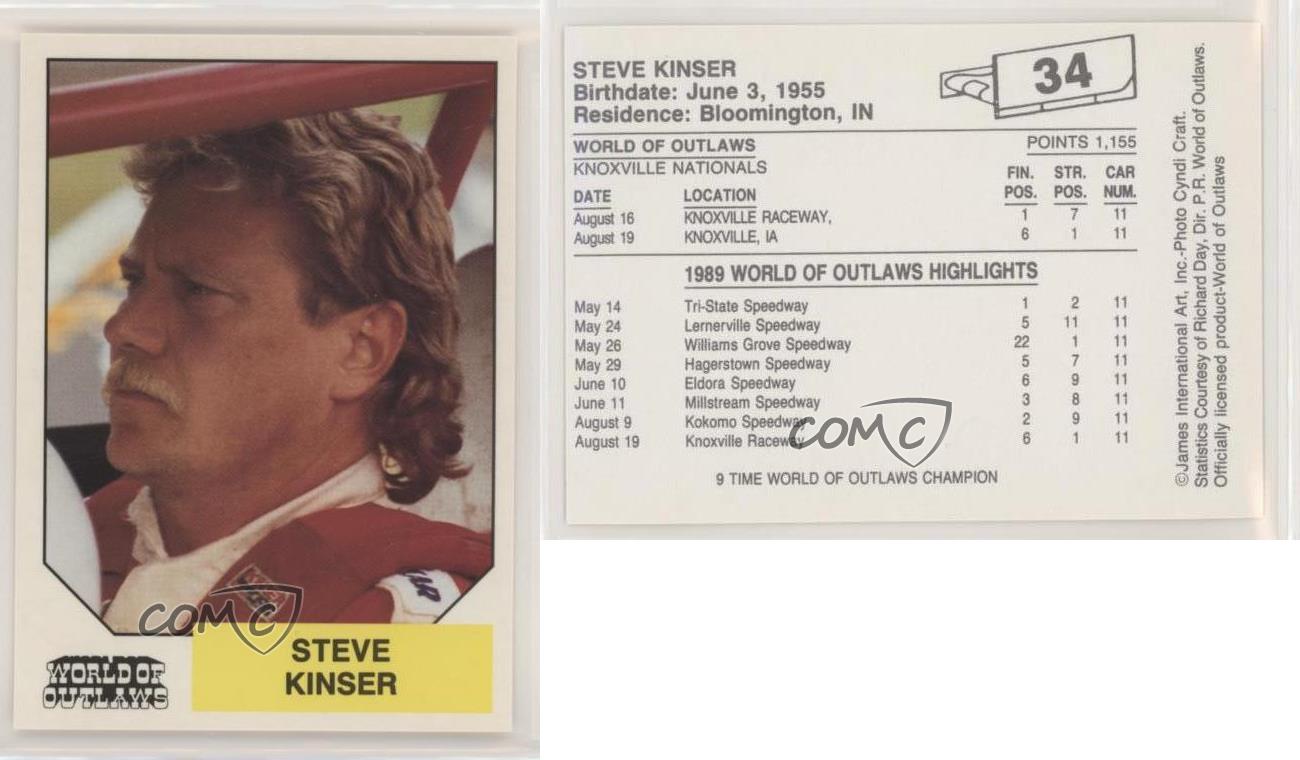 COMC
STEVE
KINSER
WORLD OF
OUTLAWS
STEVE KINSER
Birthdate: June 3, 1955
Residence: Bloomington, IN
34
WORLD OF OUTLAWS POINTS 1,155
KNOXVILLE NATIONALS
FIN. STR. CAR
DATE LOCATION POS. POS. NUM.
August 16 KNOXVILLE RACEWAY, 1 7 11
August 19 KNOXVILLE, IA 6 1 11
1989 WORLD OF OUTLAWS HIGHLIGHTS
May 14 Tri-State Speedway 1 2 11
May 24 Lernerville Speedway 5 11 11
May 26 Williams Grove Speedway 22 1 11
May 29 Hagerstown Speedway 5 7 11
June 10 Eldora Speedway 6 9 11
June 11 Millstream Speedway 3 8 11
August 9 Kokomo Speedway 2 9 11
August 19 Knoxville Raceway 6 1 11
COMC
9 TIME WORLD OF OUTLAWS CHAMPION
©James International Art, Inc.-Photo Cyndi Craft.
Statistics Courtesy of Richard Day, Dir. P.R. World of Outlaws.
Officially licensed product-World of Outlaws